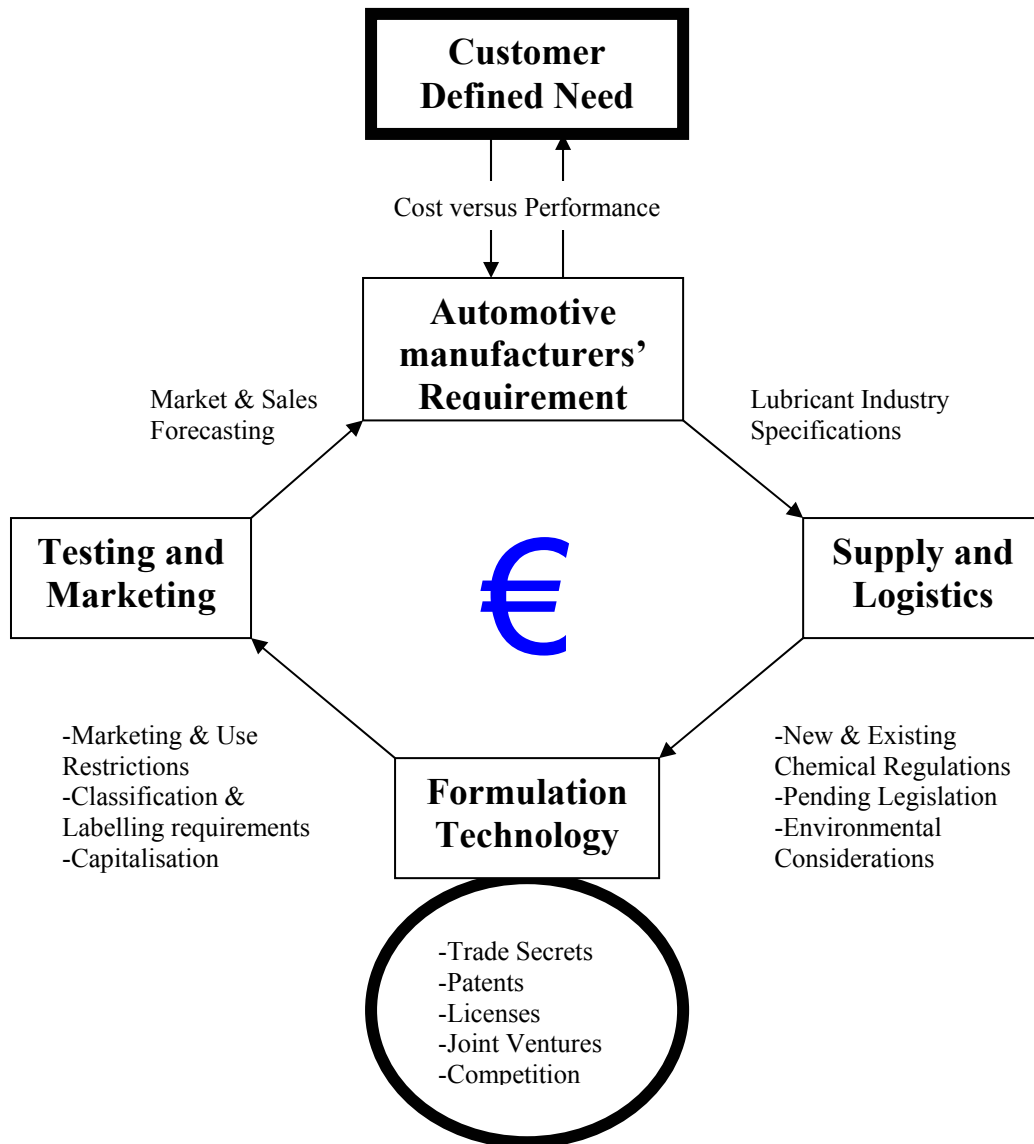 Customer
Defined Need
Cost versus Performance
Automotive
manufacturers’
Requirement
Market & Sales
Forecasting
Lubricant Industry
Specifications
Testing and
Marketing
€
Supply and
Logistics
-Marketing & Use
Restrictions
-Classification &
Labelling requirements
-Capitalisation
Formulation
Technology
-New & Existing
Chemical Regulations
-Pending Legislation
-Environmental
Considerations
-Trade Secrets
-Patents
-Licenses
-Joint Ventures
-Competition